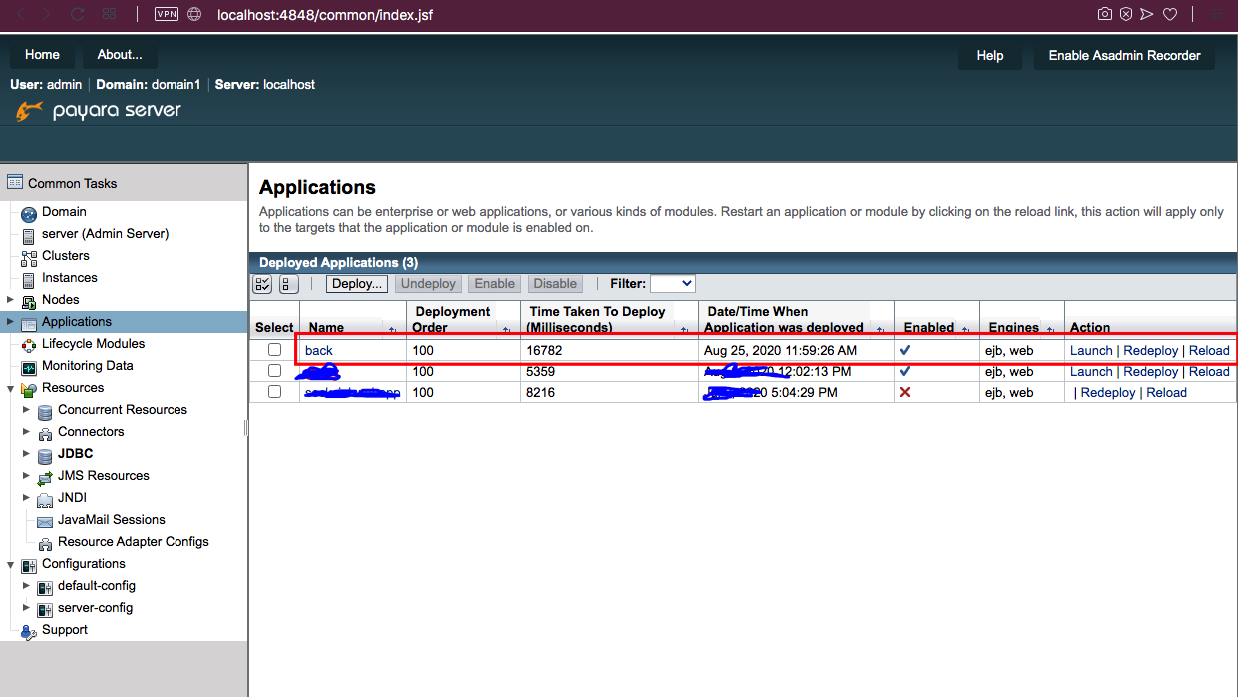 VPN localhost:4848/common/index.jsf
Home About... Help Enable Asadmin Recorder
User: admin Domain: domain1 Server: localhost
payara server
Common Tasks
Domain
server (Admin Server)
Clusters
Instances
Nodes
Applications
Lifecycle Modules
Monitoring Data
Resources
Concurrent Resources
Connectors
JDBC
JMS Resources
JNDI
JavaMail Sessions
Resource Adapter Configs
Configurations
default-config
server-config
Support
Applications
Applications can be enterprise or web applications, or various kinds of modules. Restart an application or module by clicking on the reload link, this action will apply only
to the targets that the application or module is enabled on.
Deployed Applications (3)
Deploy... Undeploy Enable Disable Filter:
Select Name Deployment Order Time Taken To Deploy (Milliseconds) Date/Time When Application was deployed Enabled Engines Action
back 100 16782 Aug 25, 2020 11:59:26 AM ejb, web Launch | Redeploy | Reload
100 5359 12:02:13 PM ejb, web Launch | Redeploy | Reload
100 8216 5:04:29 PM ejb, web | Redeploy | Reload